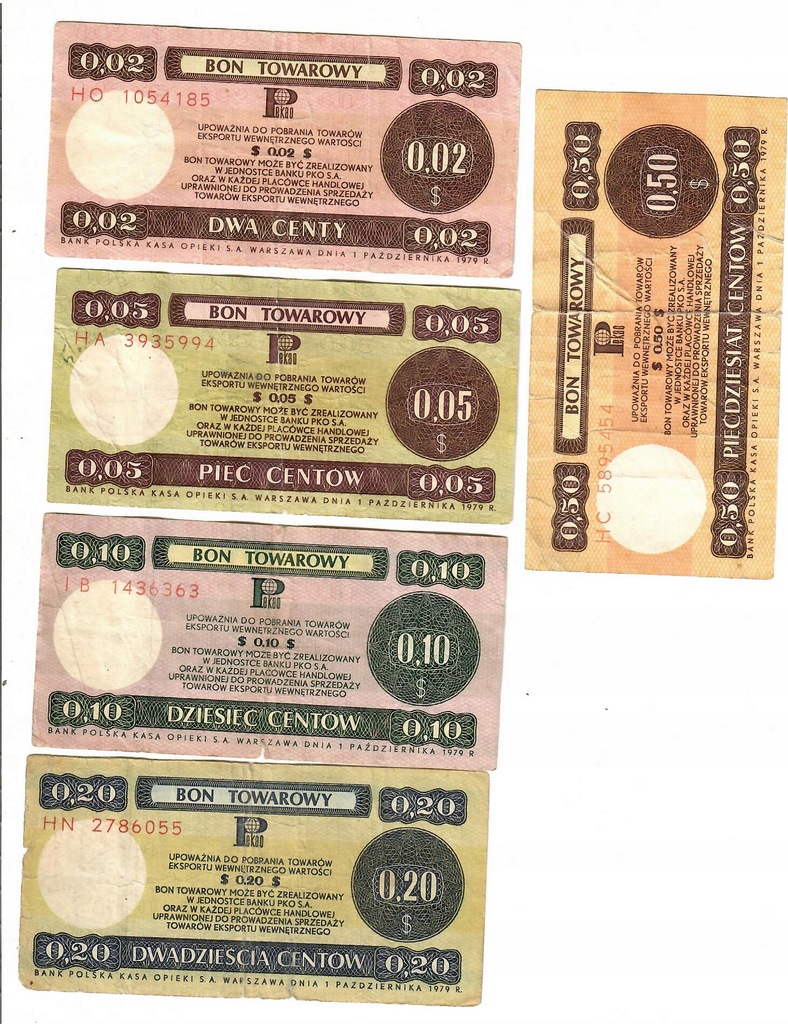 0,02 BON TOWAROWY 0,02
HO 1054185
Pekao
UPOWAŻNIA DO POBRANIA TOWARÓW
EKSPORTU WEWNĘTRZNEGO WARTOŚCI
$ 0.02 $
BON TOWAROWY MOŻE BYĆ ZREALIZOWANY
W JEDNOSTCE BANKU PKO S.A.
ORAZ W KAŻDEJ PLACÓWCE HANDLOWEJ
UPRAWNIONEJ DO PROWADZENIA SPRZEDAŻY
TOWARÓW EKSPORTU WEWNĘTRZNEGO
0,02
$
0,02 DWA CENTY 0,02
BANK POLSKA KASA OPIEKI S.A. WARSZAWA DNIA 1 PAŹDZIERNIKA 1979 R.
0,05 BON TOWAROWY 0,05
HA 3935994
Pekao
UPOWAŻNIA DO POBRANIA TOWARÓW
EKSPORTU WEWNĘTRZNEGO WARTOŚCI
$ 0.05 $
BON TOWAROWY MOŻE BYĆ ZREALIZOWANY
W JEDNOSTCE BANKU PKO S.A.
ORAZ W KAŻDEJ PLACÓWCE HANDLOWEJ
UPRAWNIONEJ DO PROWADZENIA SPRZEDAŻY
TOWARÓW EKSPORTU WEWNĘTRZNEGO
0,05
$
0,05 PIĘĆ CENTÓW 0,05
BANK POLSKA KASA OPIEKI S.A. WARSZAWA DNIA 1 PAŹDZIERNIKA 1979 R.
0,10 BON TOWAROWY 0,10
IB 1436363
Pekao
UPOWAŻNIA DO POBRANIA TOWARÓW
EKSPORTU WEWNĘTRZNEGO WARTOŚCI
$ 0.10 $
BON TOWAROWY MOŻE BYĆ ZREALIZOWANY
W JEDNOSTCE BANKU PKO S.A.
ORAZ W KAŻDEJ PLACÓWCE HANDLOWEJ
UPRAWNIONEJ DO PROWADZENIA SPRZEDAŻY
TOWARÓW EKSPORTU WEWNĘTRZNEGO
0,10
$
0,10 DZIESIĘĆ CENTÓW 0,10
BANK POLSKA KASA OPIEKI S.A. WARSZAWA DNIA 1 PAŹDZIERNIKA 1979 R
0,20 BON TOWAROWY 0,20
HN 2786055
Pekao
UPOWAŻNIA DO POBRANIA TOWARÓW
EKSPORTU WEWNĘTRZNEGO WARTOŚCI
$ 0.20 $
BON TOWAROWY MOŻE BYĆ ZREALIZOWANY
W JEDNOSTCE BANKU PKO S.A.
ORAZ W KAŻDEJ PLACÓWCE HANDLOWEJ
UPRAWNIONEJ DO PROWADZENIA SPRZEDAŻY
TOWARÓW EKSPORTU WEWNĘTRZNEGO
0,20
$
0,20 DWADZIEŚCIA CENTÓW 0,20
BANK POLSKA KASA OPIEKI S.A. WARSZAWA DNIA 1 PAŹDZIERNIKA 1979 R.
0,50 BON TOWAROWY 0,50
HC 5895454
Pekao
UPOWAŻNIA DO POBRANIA TOWARÓW
EKSPORTU WEWNĘTRZNEGO WARTOŚCI
$ 0.50 $
BON TOWAROWY MOŻE BYĆ ZREALIZOWANY
W JEDNOSTCE BANKU PKO S.A.
ORAZ W KAŻDEJ PLACÓWCE HANDLOWEJ
UPRAWNIONEJ DO PROWADZENIA SPRZEDAŻY
TOWARÓW EKSPORTU WEWNĘTRZNEGO
0,50
$
0,50 PIĘĆDZIESIĄT CENTÓW 0,50
BANK POLSKA KASA OPIEKI S.A. WARSZAWA DNIA 1 PAŹDZIERNIKA 1979 R.